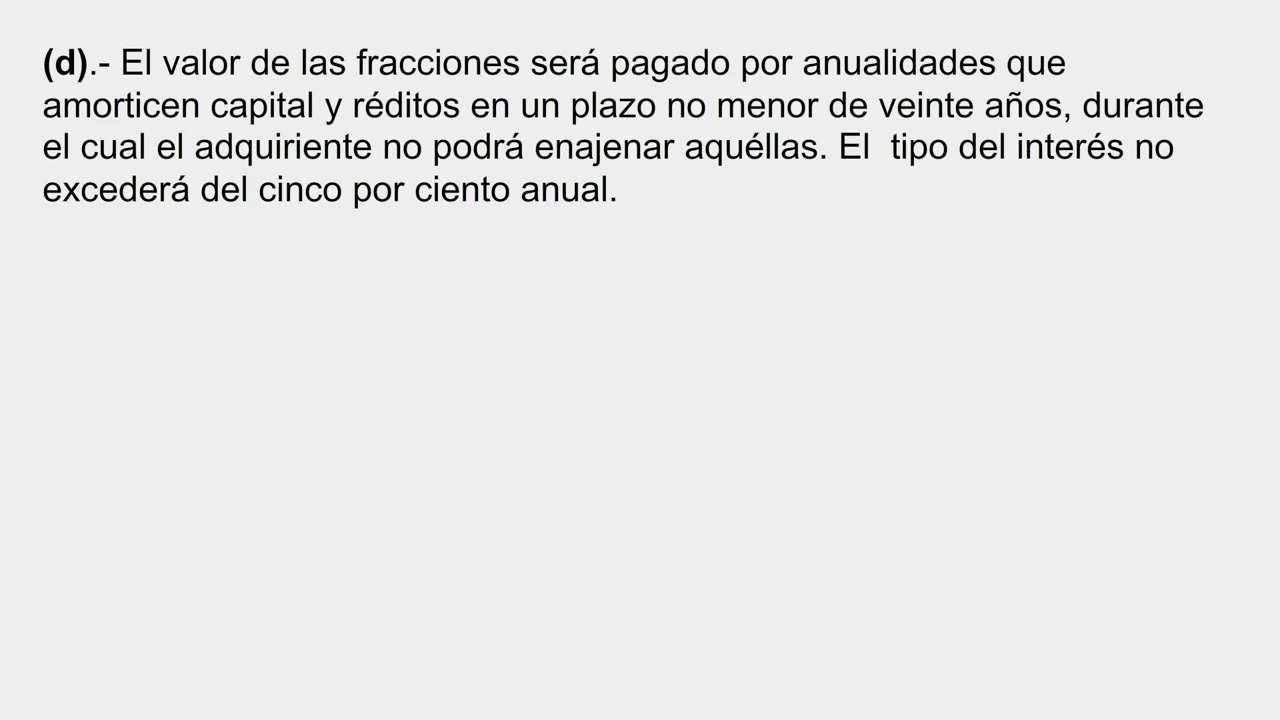 (d).- El valor de las fracciones será pagado por anualidades que
amorticen capital y réditos en un plazo no menor de veinte años, durante
el cual el adquiriente no podrá enajenar aquéllas. El  tipo del interés no
excederá del cinco por ciento anual.